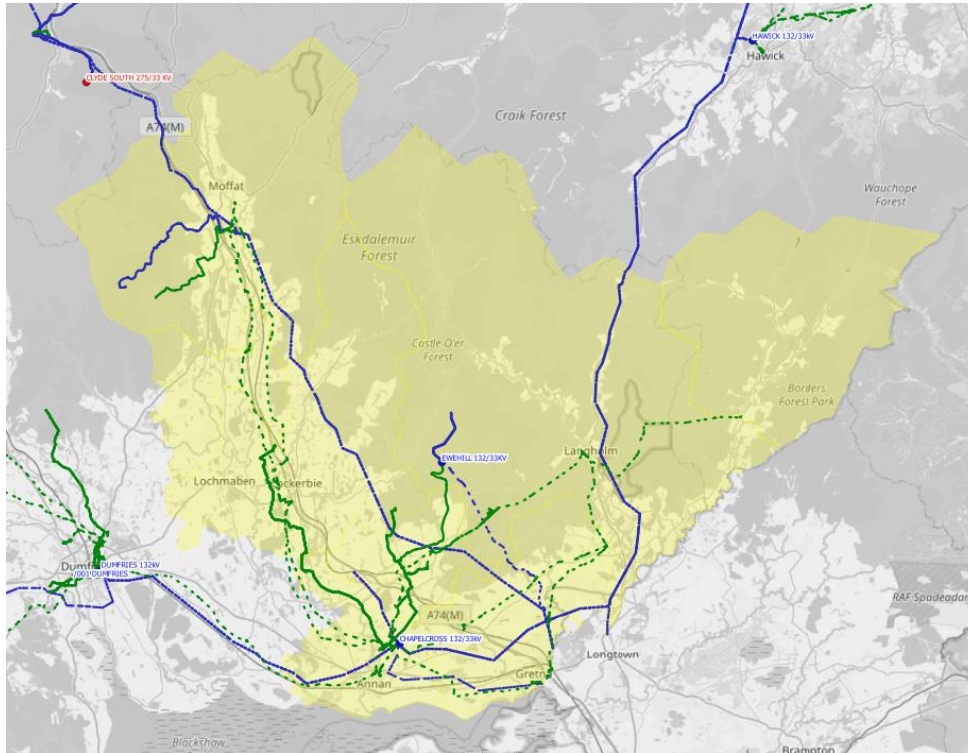 HAWICK 132/33kV
Hawick
CLYDE SOUTH 275/33 KV
Craik Forest
A74(M)
Moffat
Wauchope
Forest
Eskdalemuir
Forest
Castle O'er
Forest
Borders
Forest Park
Langholm
EWEHILL 132/33KV
Lochmaben
Lockerbie
DUMFRIES 132kV
/001 DUMFRIES
A74(M)
RAF Spadeadam
CHAPELCROSS 132/33kV
Longtown
Annan
Gretna
Blackshaw
Brampton